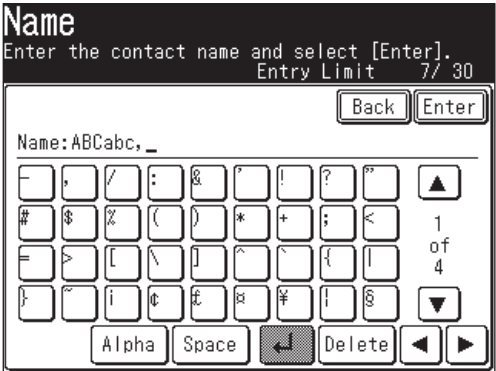 Name
Enter the contact name and select [Enter].
Entry Limit 7/ 30
Back Enter
Name:ABCabc,_
- , / : & ' ! ? "
# $ % ( ) * + ; <
= > [ \ ] ^ ` { |
} ~ ¡ ¢ £ ¤ ¥ ¦ §
1
of
4
Alpha Space Delete